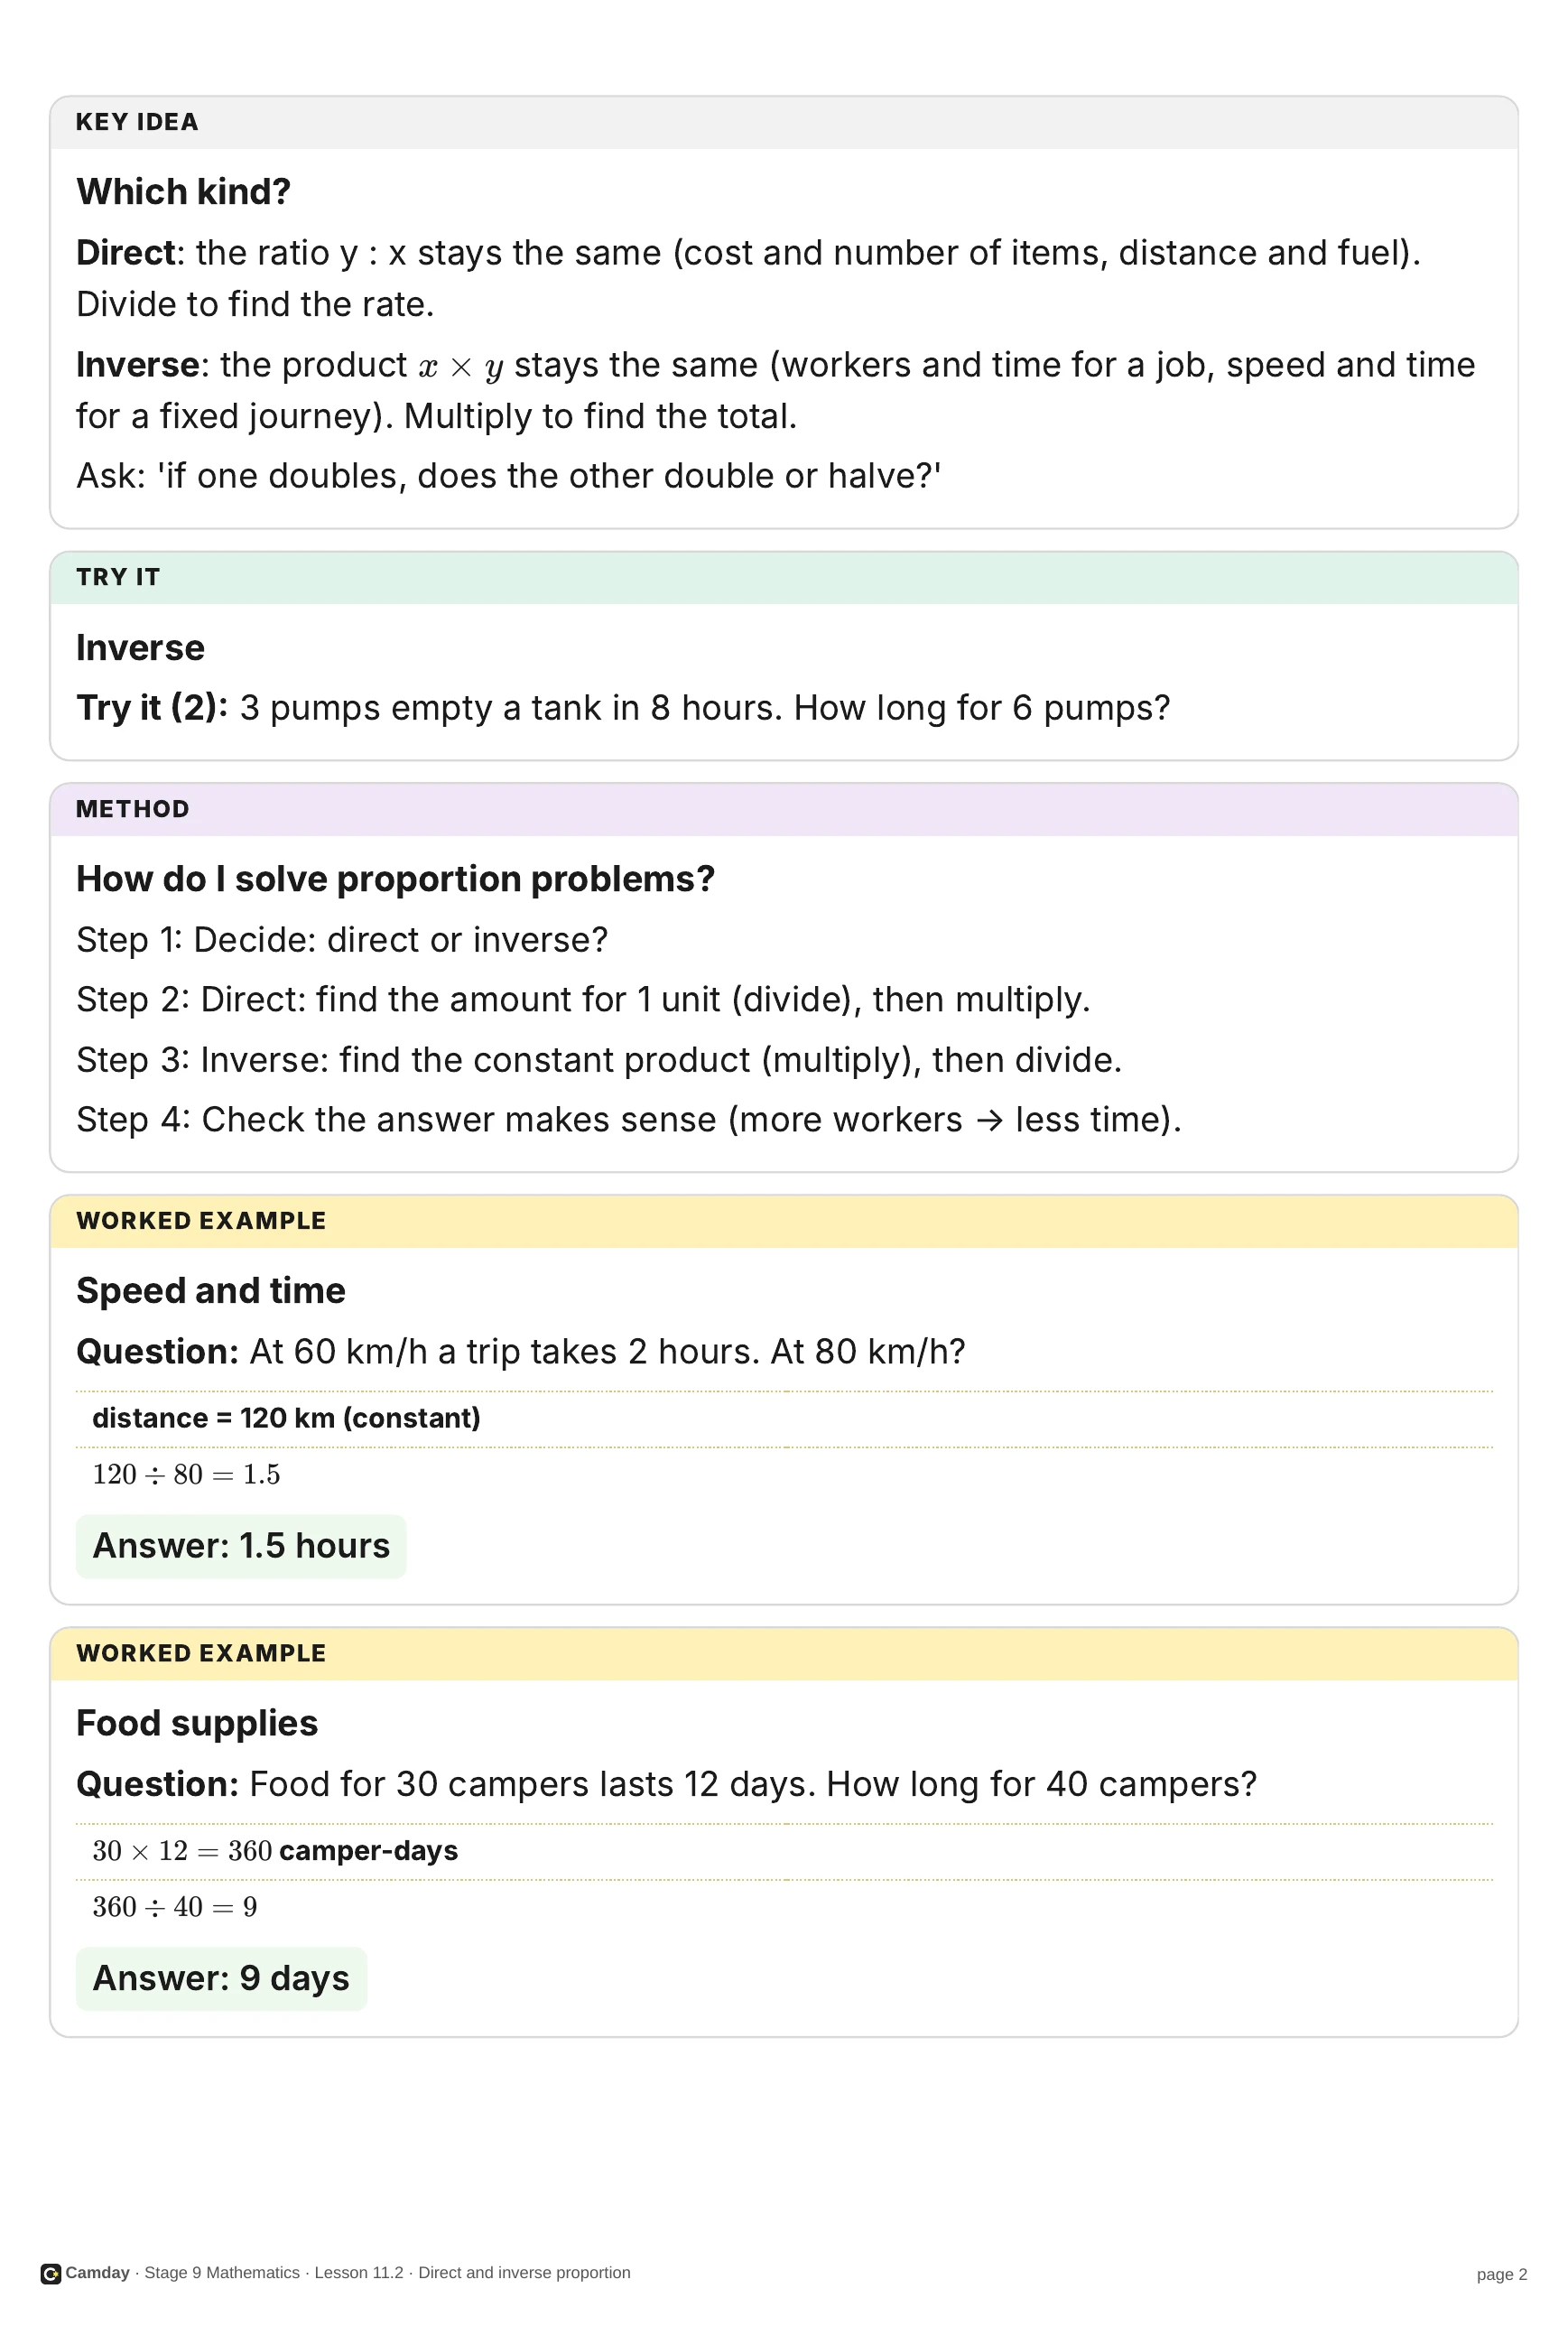 KEY IDEA
Which kind?
Direct: the ratio y : x stays the same (cost and number of items, distance and fuel).
Divide to find the rate.
Inverse: the product x × y stays the same (workers and time for a job, speed and time
for a fixed journey). Multiply to find the total.
Ask: 'if one doubles, does the other double or halve?'
TRY IT
Inverse
Try it (2): 3 pumps empty a tank in 8 hours. How long for 6 pumps?
METHOD
How do I solve proportion problems?
Step 1: Decide: direct or inverse?
Step 2: Direct: find the amount for 1 unit (divide), then multiply.
Step 3: Inverse: find the constant product (multiply), then divide.
Step 4: Check the answer makes sense (more workers → less time).
WORKED EXAMPLE
Speed and time
Question: At 60 km/h a trip takes 2 hours. At 80 km/h?
distance = 120 km (constant)
120 ÷ 80 = 1.5
Answer: 1.5 hours
WORKED EXAMPLE
Food supplies
Question: Food for 30 campers lasts 12 days. How long for 40 campers?
30 × 12 = 360 camper-days
360 ÷ 40 = 9
Answer: 9 days
Camday · Stage 9 Mathematics · Lesson 11.2 · Direct and inverse proportion
page 2